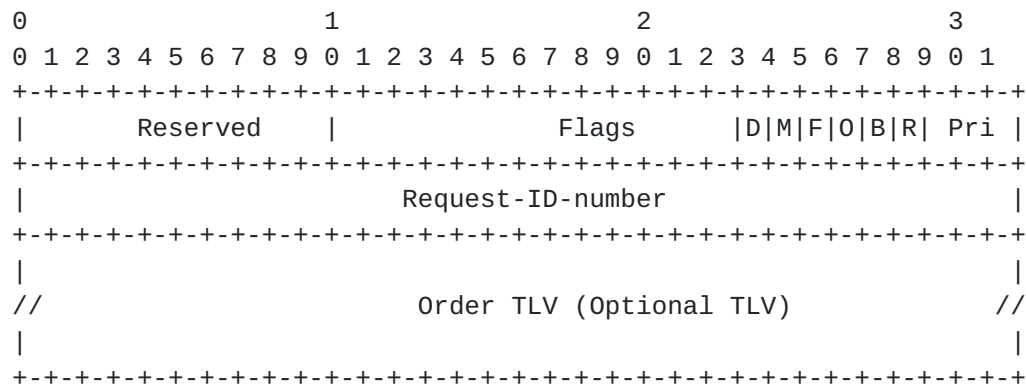 0                   1                   2                   3
0 1 2 3 4 5 6 7 8 9 0 1 2 3 4 5 6 7 8 9 0 1 2 3 4 5 6 7 8 9 0 1
+-+-+-+-+-+-+-+-+-+-+-+-+-+-+-+-+-+-+-+-+-+-+-+-+-+-+-+-+-+-+-+-+
|       Reserved    |              Flags      |D|M|F|O|B|R| Pri |
+-+-+-+-+-+-+-+-+-+-+-+-+-+-+-+-+-+-+-+-+-+-+-+-+-+-+-+-+-+-+-+-+
|                        Request-ID-number                      |
+-+-+-+-+-+-+-+-+-+-+-+-+-+-+-+-+-+-+-+-+-+-+-+-+-+-+-+-+-+-+-+-+
|                                                               |
//                        Order TLV (Optional TLV)             //
|                                                               |
+-+-+-+-+-+-+-+-+-+-+-+-+-+-+-+-+-+-+-+-+-+-+-+-+-+-+-+-+-+-+-+-+